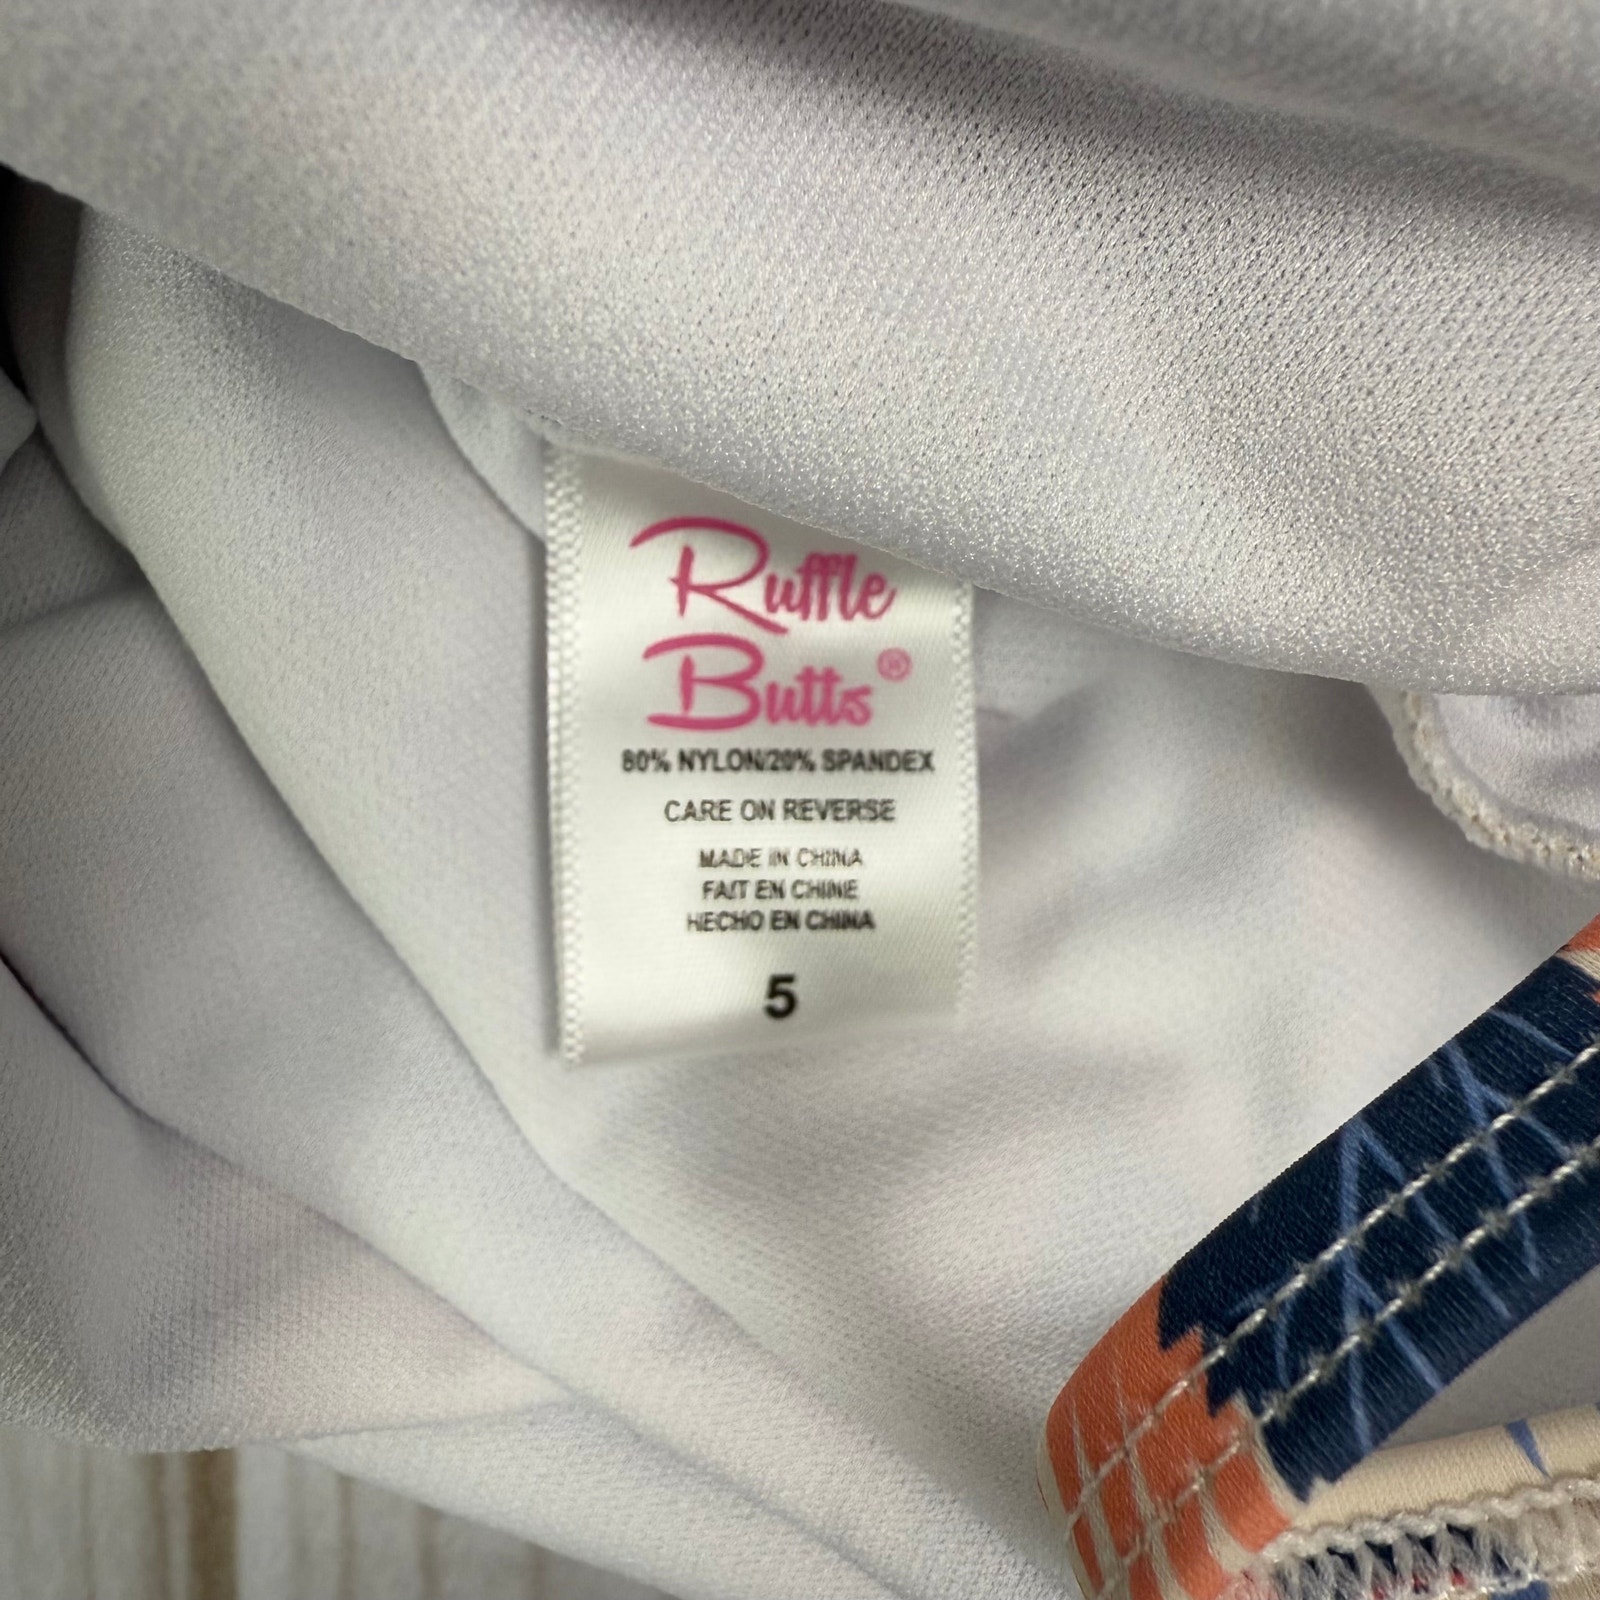 Ruffle
Butts®
80% NYLON/20% SPANDEX
CARE ON REVERSE
MADE IN CHINA
FAIT EN CHINE
HECHO EN CHINA
5